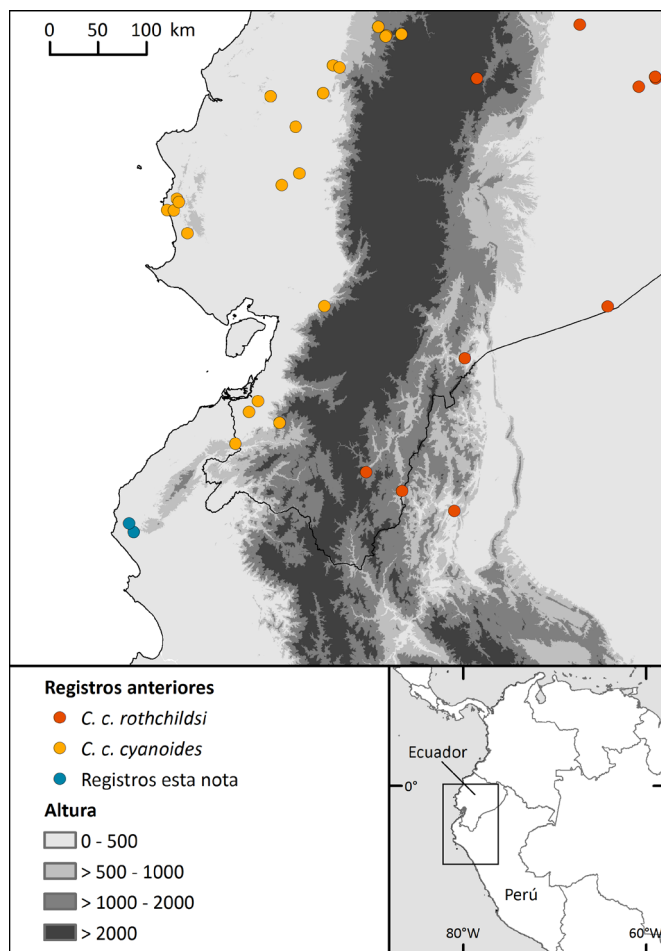 0 50 100 km
Registros anteriores
C. c. rothchildsi
C. c. cyanoides
Registros esta nota
Altura
0 - 500
> 500 - 1000
> 1000 - 2000
> 2000
Ecuador
0°
Perú
80°W 60°W